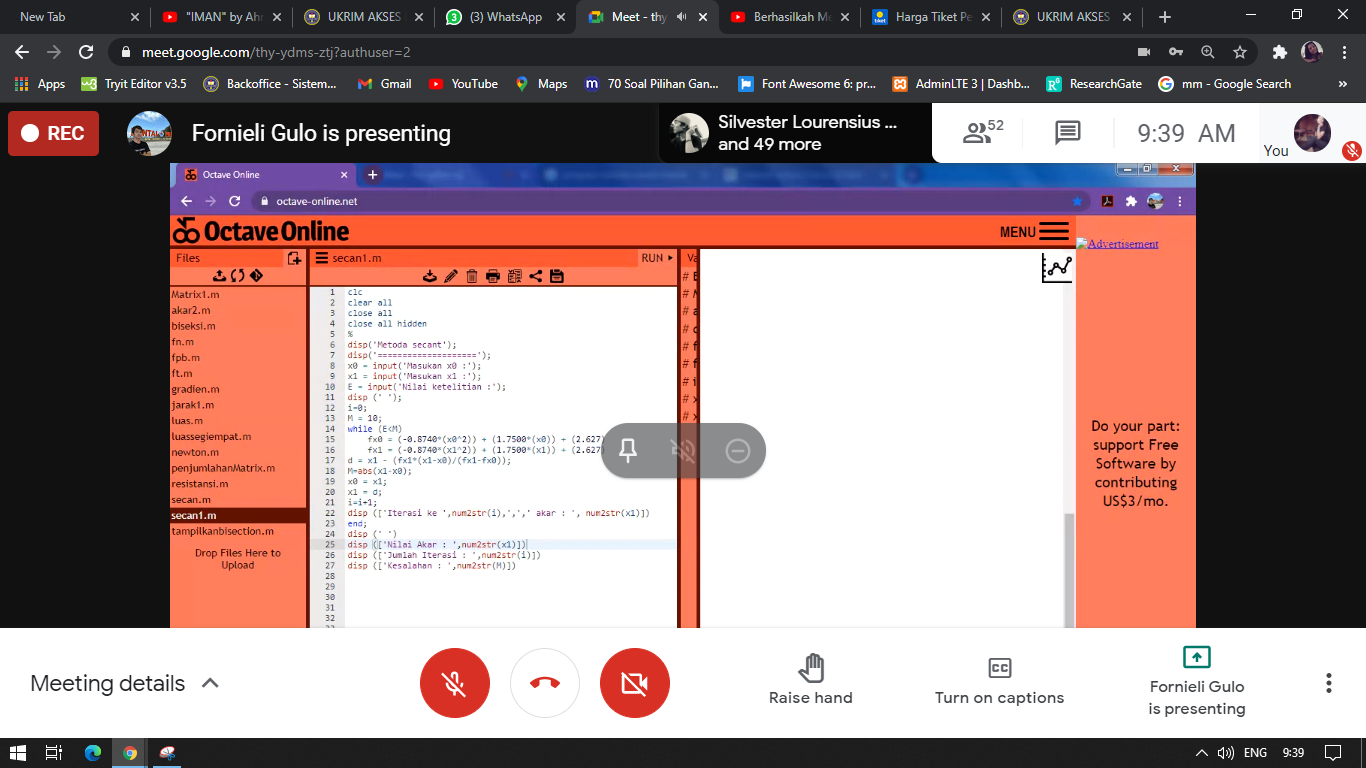 New Tab
"IMAN" by Ahm
UKRIM AKSES
(3) WhatsApp
Meet - thy
Berhasilkah Me
Harga Tiket Pe
UKRIM AKSES
meet.google.com/thy-ydms-ztj?authuser=2
Apps
Tryit Editor v3.5
Backoffice - Sistem...
Gmail
YouTube
Maps
70 Soal Pilihan Gan...
Font Awesome 6: pr...
AdminLTE 3 | Dashb...
ResearchGate
mm - Google Search
»
REC
Fornieli Gulo is presenting
Silvester Lourensius ...
and 49 more
52
9:39 AM
You
Octave Online
octave-online.net
Octave Online
MENU
Advertisement
Files
Matrix1.m
akar2.m
biseksi.m
fn.m
fpb.m
ft.m
gradien.m
jarak1.m
luas.m
luassegiempat.m
newton.m
penjumlahanMatrix.m
resistansi.m
secan.m
secan1.m
tampilkanbisection.m
Drop Files Here to
Upload
secan1.m
RUN
1 clc
2 clear all
3 close all
4 close all hidden
5 %
6 disp('Metoda secant');
7 disp('===================');
8 x0 = input('Masukan x0 :');
9 x1 = input('Masukan x1 :');
10 E = input('Nilai ketelitian :');
11 disp (' ');
12 i=0;
13 M = 10;
14 while (E<M)
15 fx0 = (-0.8740*(x0^2)) + (1.7500*(x0)) + (2.627)
16 fx1 = (-0.8740*(x1^2)) + (1.7500*(x1)) + (2.627
17 d = x1 - (fx1*(x1-x0)/(fx1-fx0));
18 M=abs(x1-x0);
19 x0 = x1;
20 x1 = d;
21 i=i+1;
22 disp (['Iterasi ke ',num2str(i),',',' akar : ', num2str(x1)])
23 end;
24 disp (' ')
25 disp (['Nilai Akar : ',num2str(x1)])
26 disp (['Jumlah Iterasi : ',num2str(i)])
27 disp (['Kesalahan : ',num2str(M)])
28
29
30
31
32
Va
Do your part:
support Free
Software by
contributing
US$3/mo.
Meeting details
Raise hand
CC
Turn on captions
Fornieli Gulo
is presenting
ENG
9:39